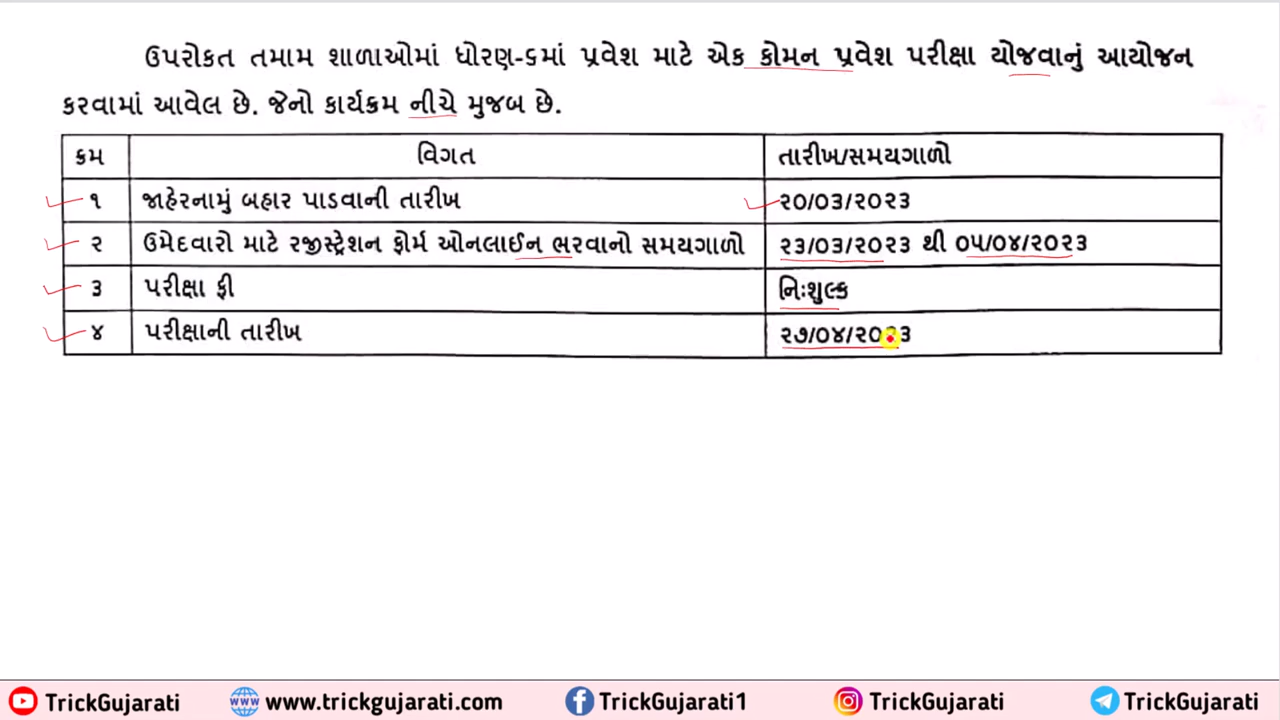 ઉપરોક્ત તમામ શાળાઓમાં ધોરણ-૬માં પ્રવેશ માટે એક કોમન પ્રવેશ પરીક્ષા યોજવાનું આયોજન
કરવામાં આવેલ છે. જેનો કાર્યક્રમ નીચે મુજબ છે.
ક્રમ વિગત તારીખ/સમયગાળો
૧ જાહેરનામું બહાર પાડવાની તારીખ ૨૦/૦૩/૨૦૨૩
૨ ઉમેદવારો માટે રજીસ્ટ્રેશન ફોર્મ ઓનલાઈન ભરવાનો સમયગાળો ૨૩/૦૩/૨૦૨૩ થી ૦૫/૦૪/૨૦૨૩
૩ પરીક્ષા ફી નિઃશુલ્ક
૪ પરીક્ષાની તારીખ ૨૭/૦૪/૨૦૨૩
TrickGujarati www.trickgujarati.com TrickGujarati1 TrickGujarati TrickGujarati